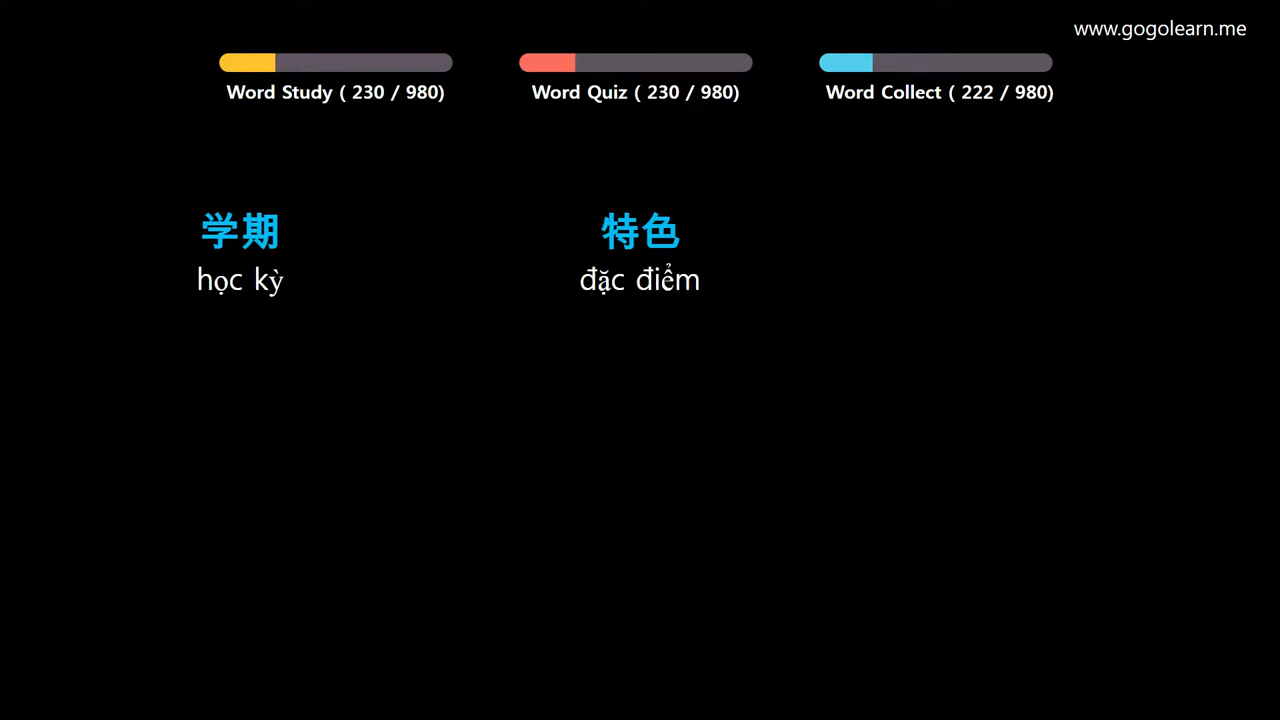 www.gogolearn.me
Word Study ( 230 / 980)
Word Quiz ( 230 / 980)
Word Collect ( 222 / 980)
学期
học kỳ
特色
đặc điểm